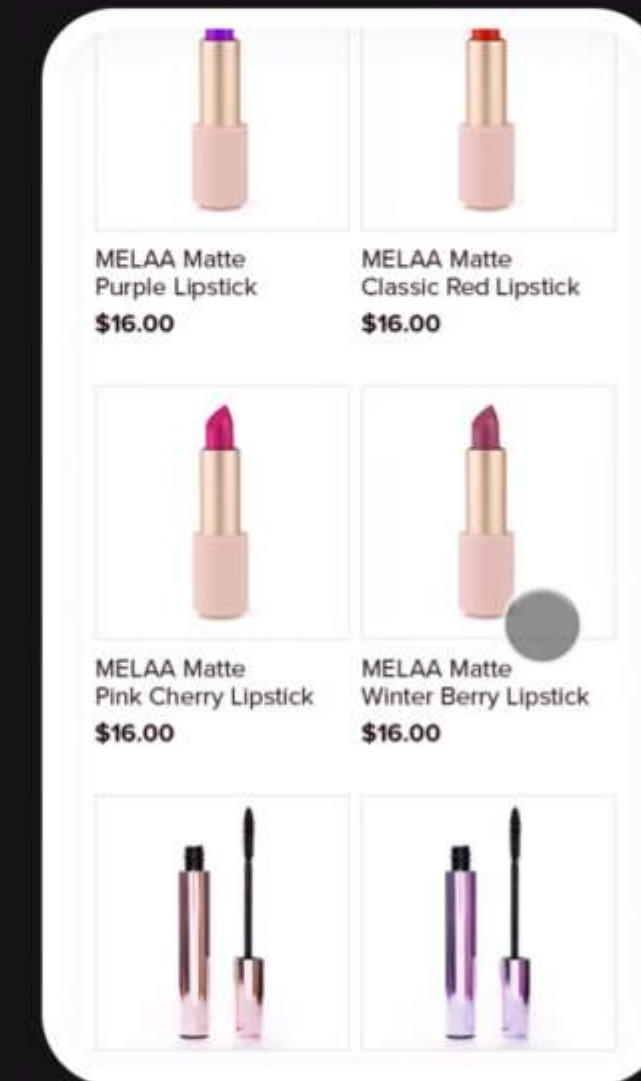 MELAA Matte
Purple Lipstick
$16.00
MELAA Matte
Classic Red Lipstick
$16.00
MELAA Matte
Pink Cherry Lipstick
$16.00
MELAA Matte
Winter Berry Lipstick
$16.00